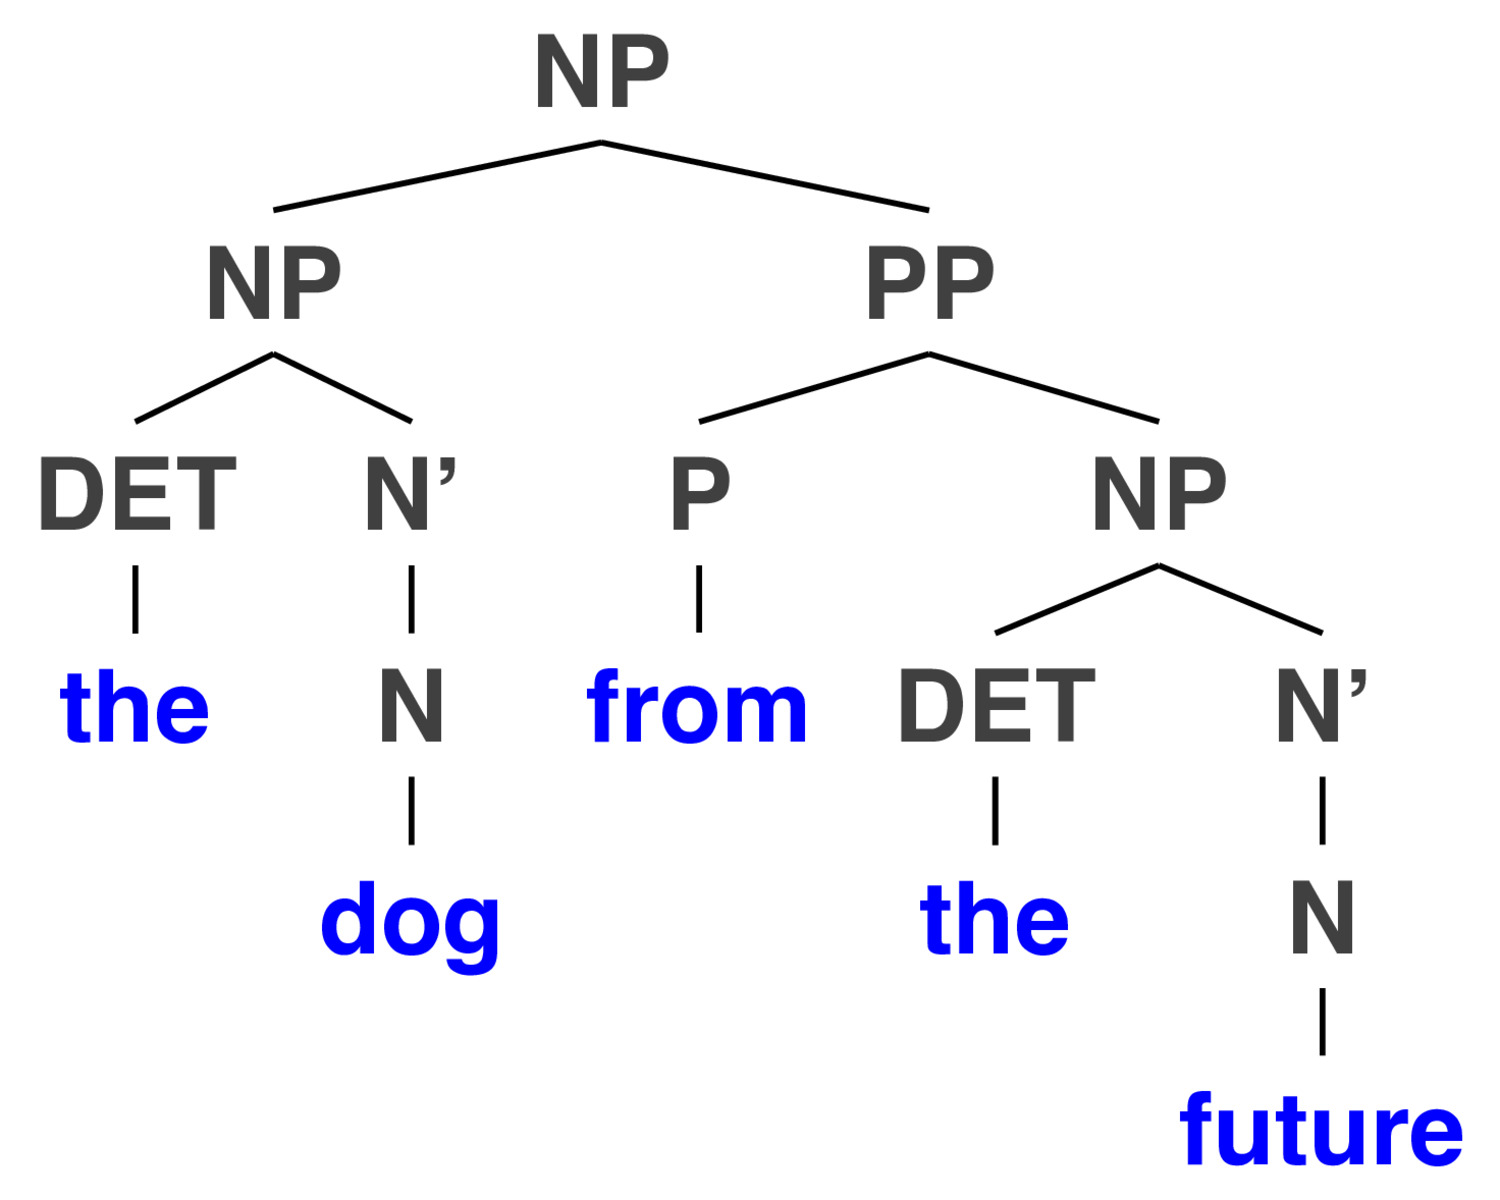 NP
NP PP
DET N’ P NP
the N from DET N’
dog the N
future